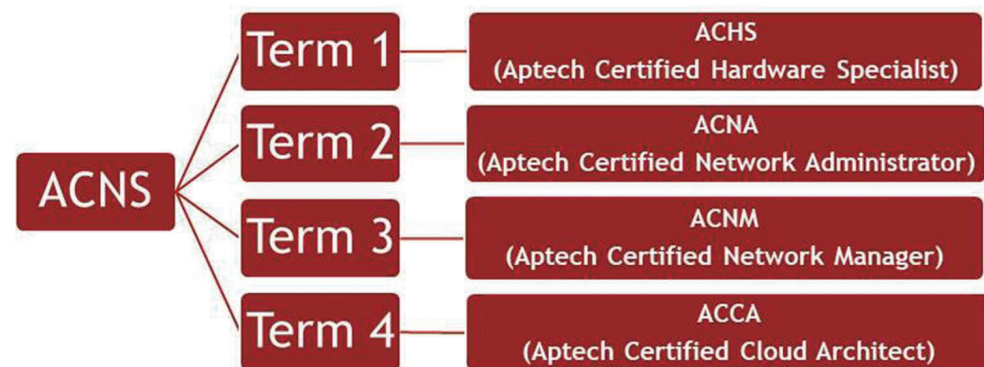 ACNS
Term 1
ACHS
(Aptech Certified Hardware Specialist)
Term 2
ACNA
(Aptech Certified Network Administrator)
Term 3
ACNM
(Aptech Certified Network Manager)
Term 4
ACCA
(Aptech Certified Cloud Architect)